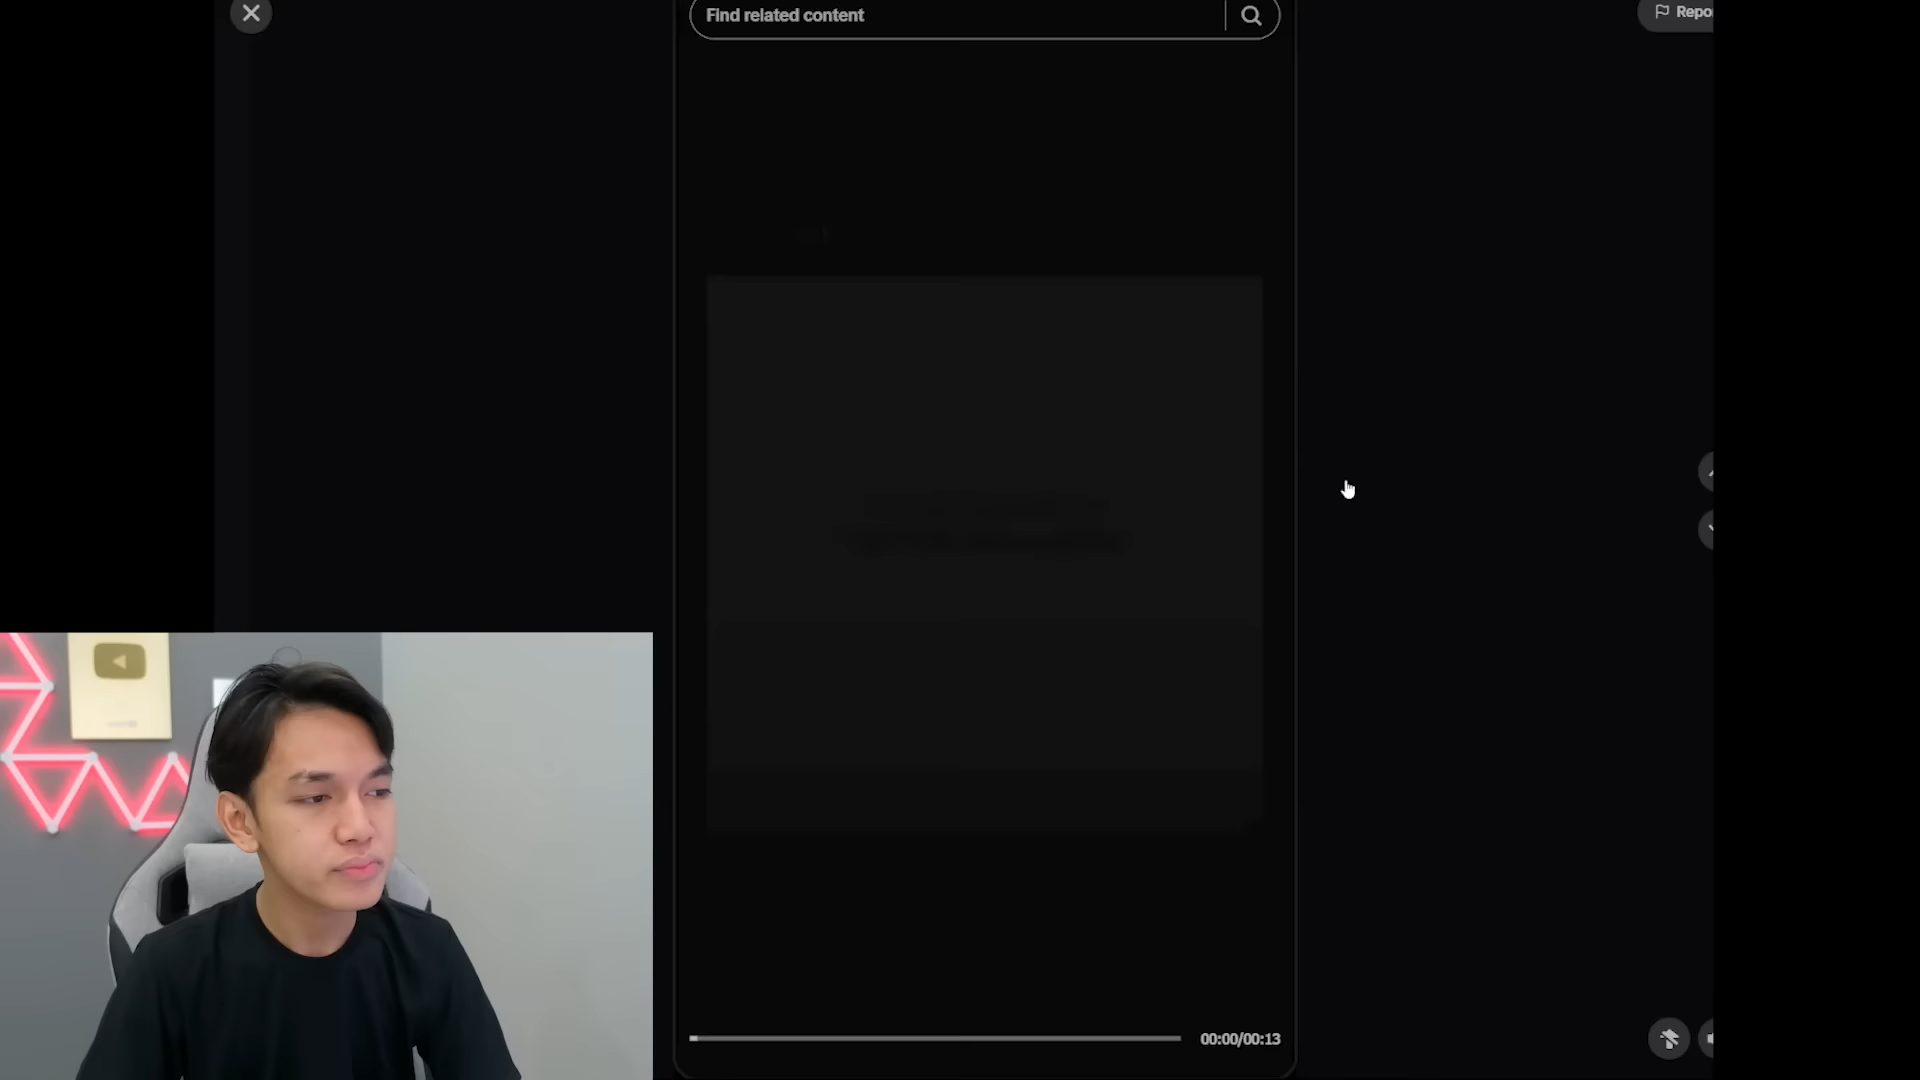 Find related content
Repo
00:00/00:13